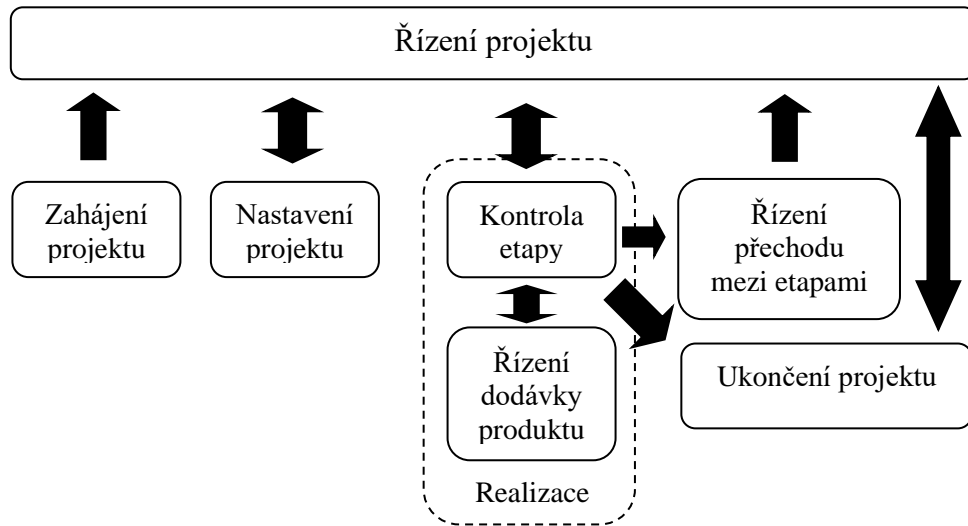 Řízení projektu
Zahájení
projektu
Nastavení
projektu
Kontrola
etapy
Řízení
přechodu
mezi etapami
Řízení
dodávky
produktu
Ukončení projektu
Realizace